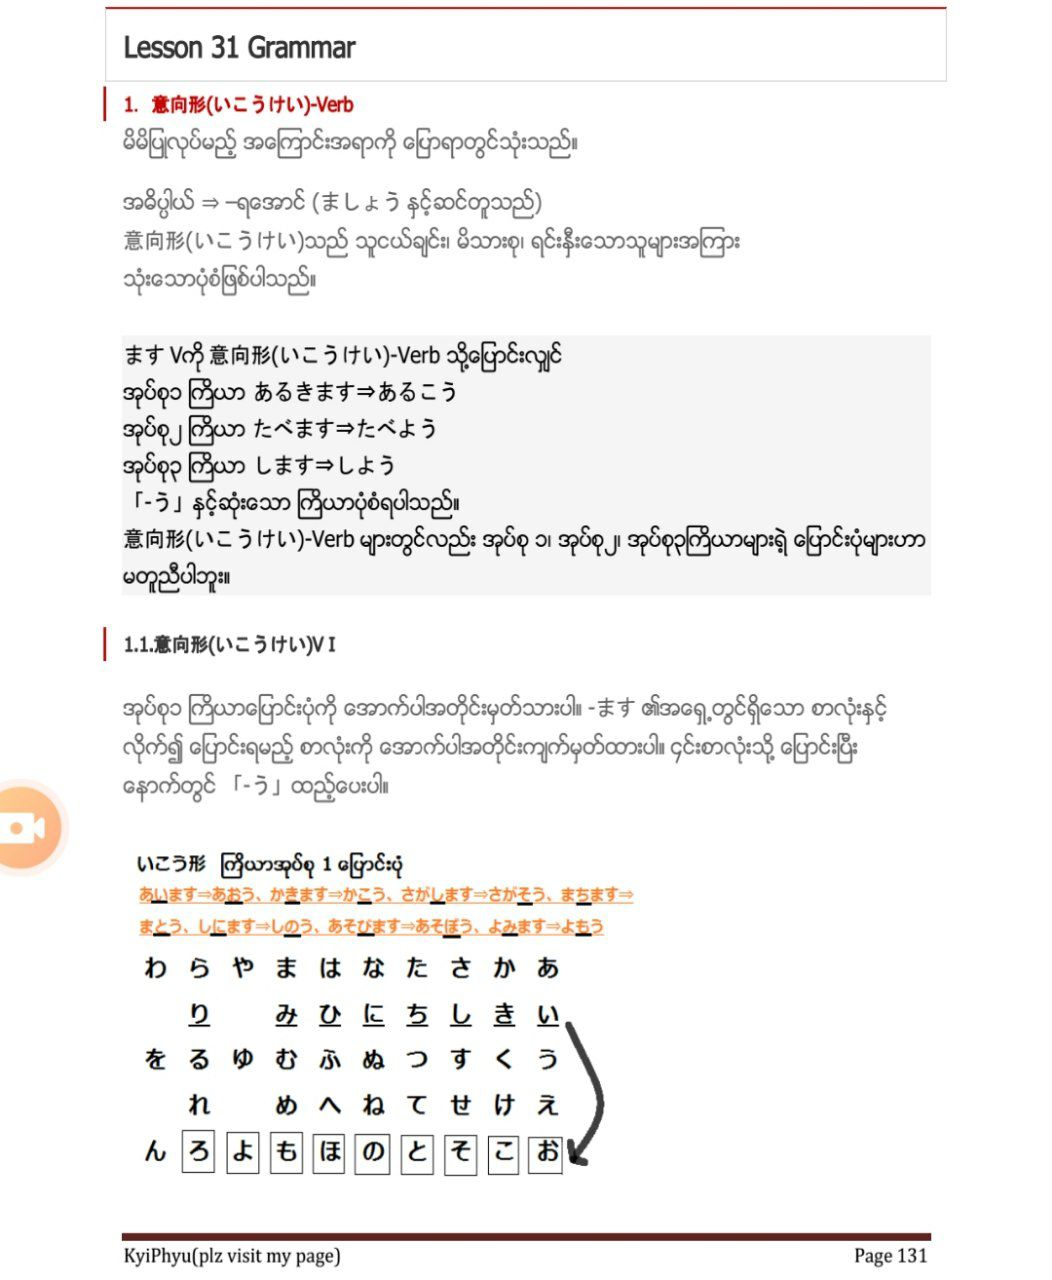 Lesson 31 Grammar
1. 意向形(いこうけい)-Verb
မိမိပြုလုပ်မည့် အကြောင်းအရာကို ပြောရာတွင်သုံးသည်။
အဓိပ္ပါယ် ⇒ –ရအောင် (ましょう နှင့်ဆင်တူသည်)
意向形(いこうけい)သည် သူငယ်ချင်း၊ မိသားစု၊ ရင်းနှီးသောသူများအကြား
သုံးသောပုံစံဖြစ်ပါသည်။
ます Vကို 意向形(いこうけい)-Verb သို့ပြောင်းလျှင်
အုပ်စု၁ ကြိယာ あるきます⇒あるこう
အုပ်စု၂ ကြိယာ たべます⇒たべよう
အုပ်စု၃ ကြိယာ します⇒しよう
「-う」နှင့်ဆုံးသော ကြိယာပုံစံရပါသည်။
意向形(いこうけい)-Verb များတွင်လည်း အုပ်စု ၁၊ အုပ်စု၂၊ အုပ်စု၃ကြိယာများရဲ့ ပြောင်းပုံများဟာ
မတူညီပါဘူး။
1.1.意向形(いこうけい)V I
အုပ်စု၁ ကြိယာပြောင်းပုံကို အောက်ပါအတိုင်းမှတ်သားပါ။ -ます ၏အရှေ့တွင်ရှိသော စာလုံးနှင့်
လိုက်၍ ပြောင်းရမည့် စာလုံးကို အောက်ပါအတိုင်းကျက်မှတ်ထားပါ။ ၄င်းစာလုံးသို့ ပြောင်းပြီး
နောက်တွင် 「-う」ထည့်ပေးပါ။
いこう形 ကြိယာအုပ်စု 1 ပြောင်းပုံ
あいます⇒あおう、かきます⇒かこう、さがします⇒さがそう、まちます⇒
まとう、しにます⇒しのう、あそびます⇒あそぼう、よみます⇒よもう
わ ら や ま は な た さ か あ
り み ひ に ち し き い
を る ゆ む ふ ぬ つ す く う
れ め へ ね て せ け え
ん ろ よ も ほ の と そ こ お
KyiPhyu(plz visit my page) Page 131